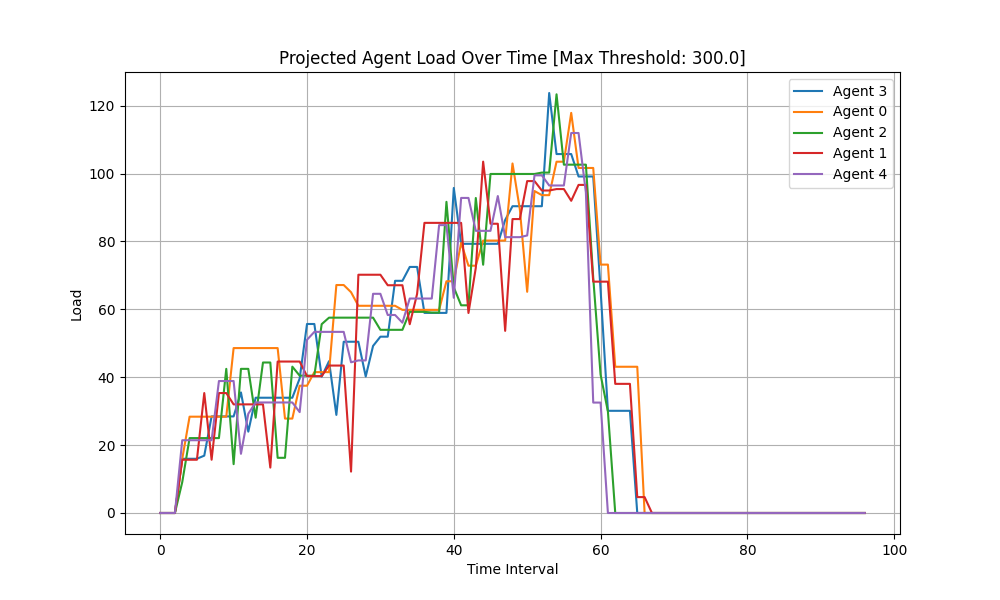 Projected Agent Load Over Time [Max Threshold: 300.0]
Agent 3
Agent 0
Agent 2
Agent 1
Agent 4
Load
120
100
80
60
40
20
0
0 20 40 60 80 100
Time Interval